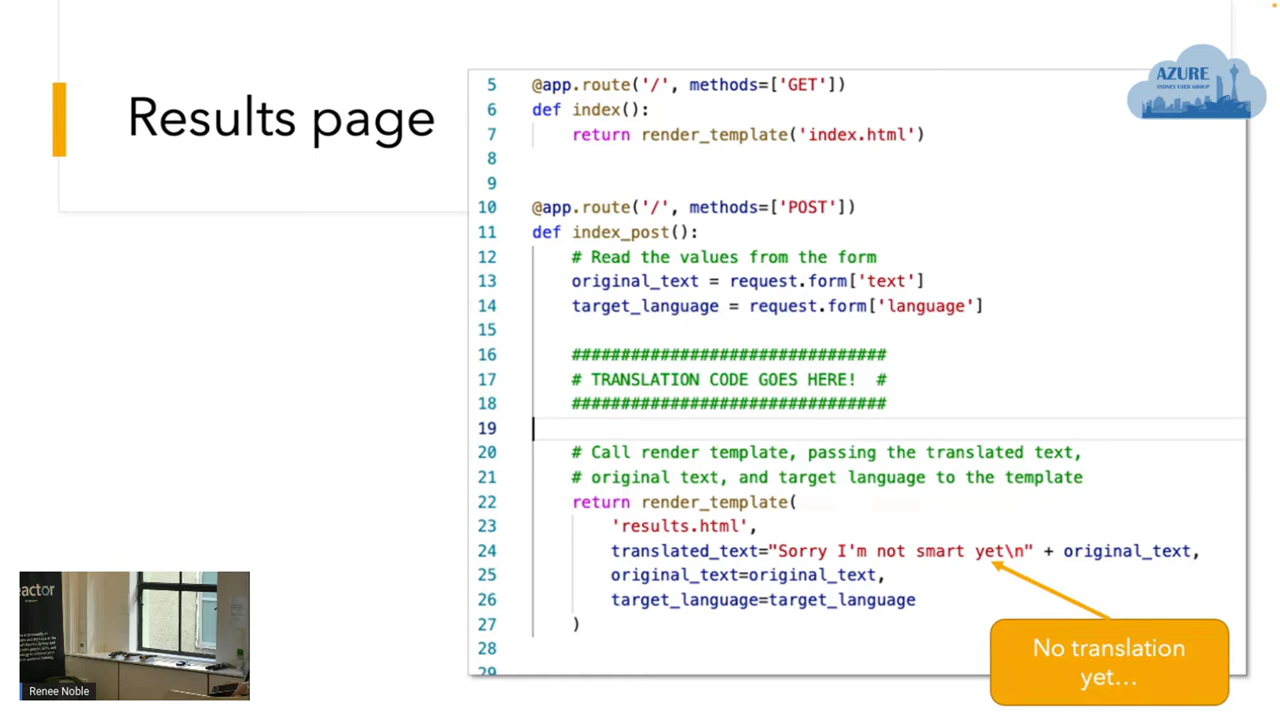 Results page
AZURE
SYDNEY USER GROUP
5 @app.route('/', methods=['GET'])
6 def index():
7 return render_template('index.html')
8
9
10 @app.route('/', methods=['POST'])
11 def index_post():
12 # Read the values from the form
13 original_text = request.form['text']
14 target_language = request.form['language']
15
16 ################################
17 # TRANSLATION CODE GOES HERE!  #
18 ################################
19
20 # Call render template, passing the translated text,
21 # original text, and target language to the template
22 return render_template(
23 'results.html',
24 translated_text="Sorry I'm not smart yet\n" + original_text,
25 original_text=original_text,
26 target_language=target_language
27 )
28
29
No translation
yet...
eactor
Renee Noble